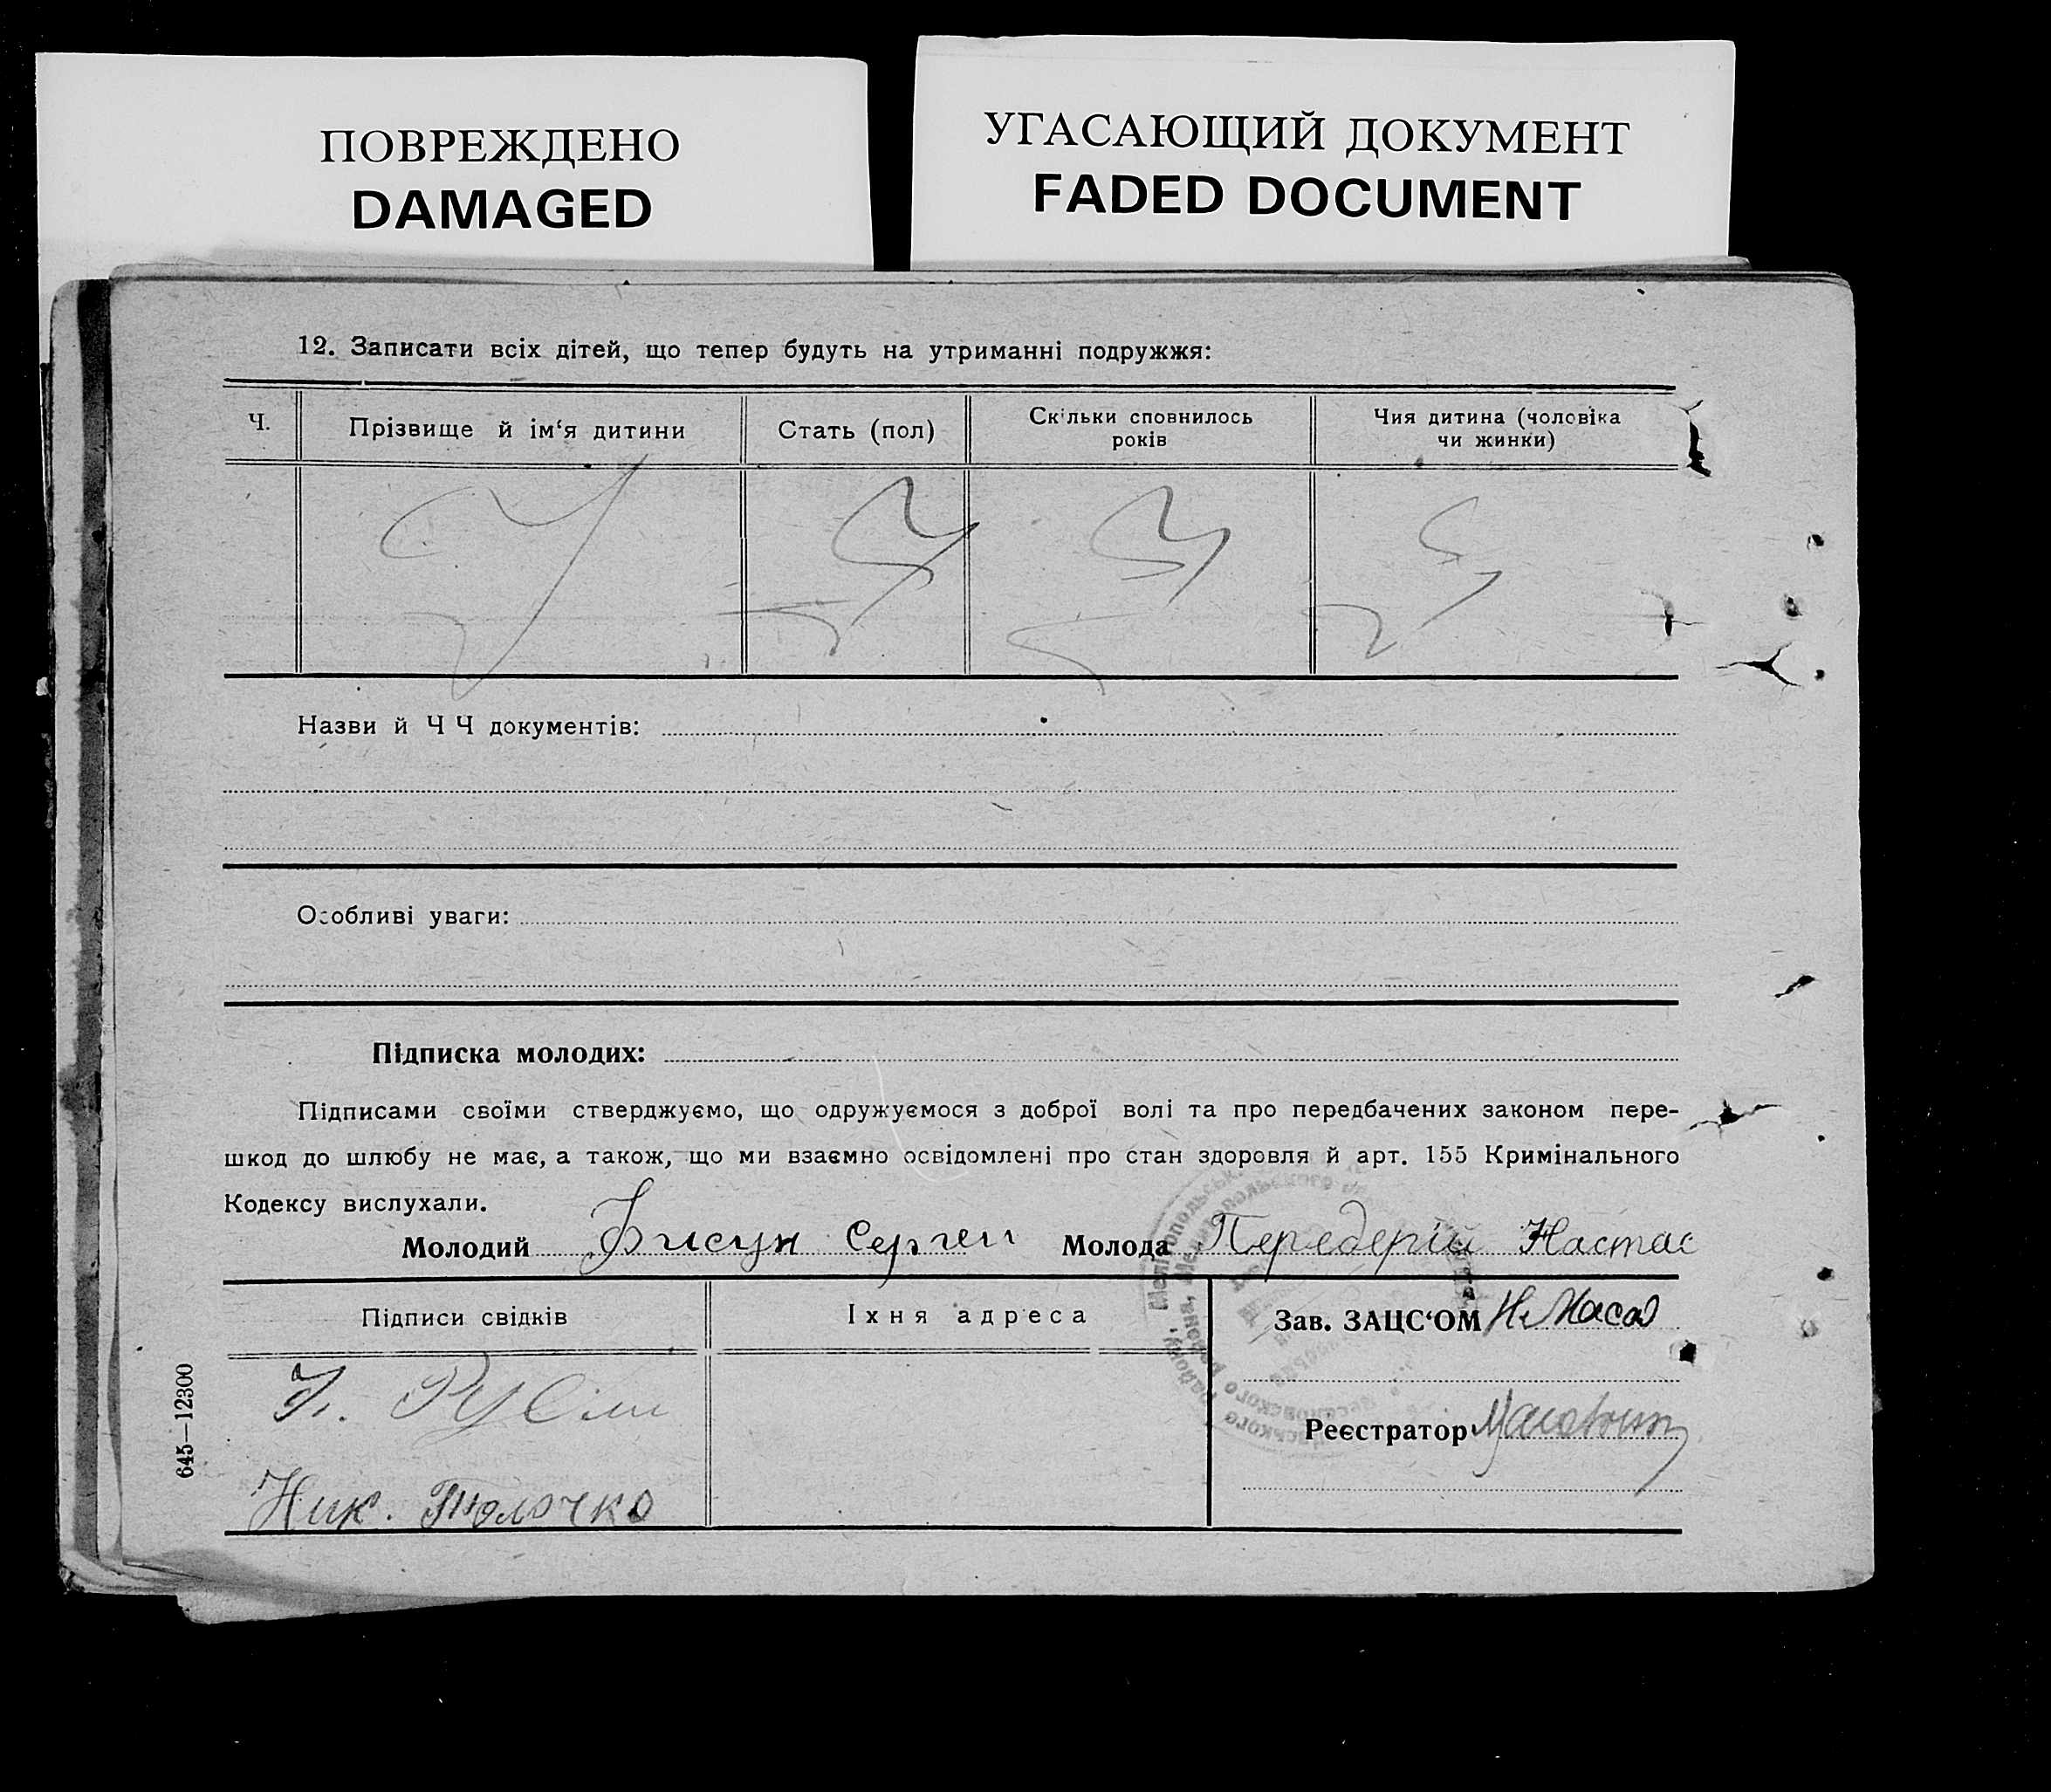 ПОВРЕЖДЕНО
DAMAGED
УГАСАЮЩИЙ ДОКУМЕНТ
FADED DOCUMENT
12. Записати всіх дітей, що тепер будуть на утриманні подружжя:
Ч.
Прізвище й ім‘я дитини
Стать (пол)
Скільки сповнилось
років
Чия дитина (чоловіка
чи жинки)
Назви й Ч Ч документів:
Особливі уваги:
Підписка молодих:
Підписами своїми стверджуємо, що одружуємося з доброї волі та про передбачених законом пере-
шкод до шлюбу не має, а також, що ми взаємно освідомлені про стан здоровля й арт. 155 Кримінального
Кодексу вислухали.
Молодий Фисун Сергей Молода Передерій Настас
Підписи свідків
Їхня адреса
Зав. ЗАЦС‘ОМ
Реєстратор
Ник. Тюлочко
645—12300